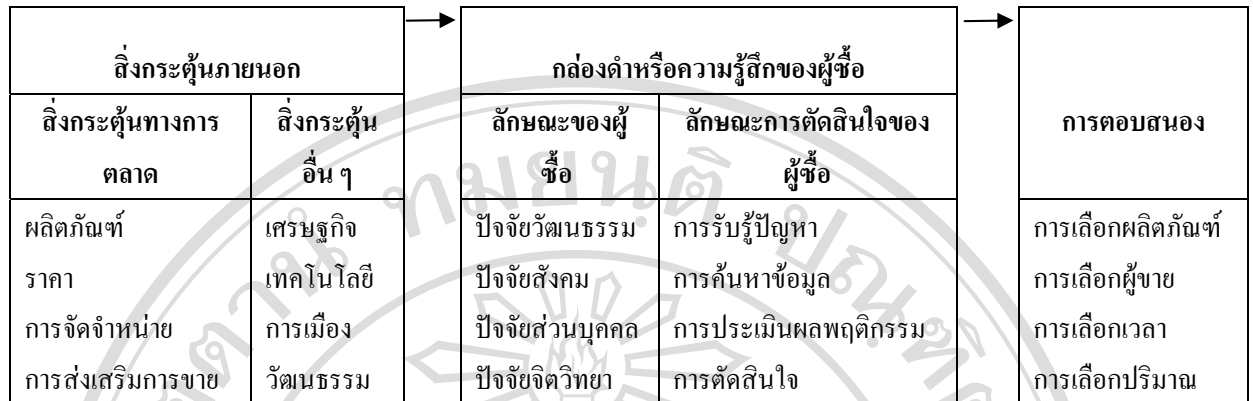 สิ่งกระตุ้นภายนอก
สิ่งกระตุ้นทางการ
ตลาด
สิ่งกระตุ้น
อื่น ๆ
ผลิตภัณฑ์
ราคา
การจัดจำหน่าย
การส่งเสริมการขาย
เศรษฐกิจ
เทคโนโลยี
การเมือง
วัฒนธรรม
กล่องดำหรือความรู้สึกของผู้ซื้อ
ลักษณะของผู้
ซื้อ
ลักษณะการตัดสินใจของ
ผู้ซื้อ
ปัจจัยวัฒนธรรม
ปัจจัยสังคม
ปัจจัยส่วนบุคคล
ปัจจัยจิตวิทยา
การรับรู้ปัญหา
การค้นหาข้อมูล
การประเมินผลพฤติกรรม
การตัดสินใจ
การตอบสนอง
การเลือกผลิตภัณฑ์
การเลือกผู้ขาย
การเลือกเวลา
การเลือกปริมาณ